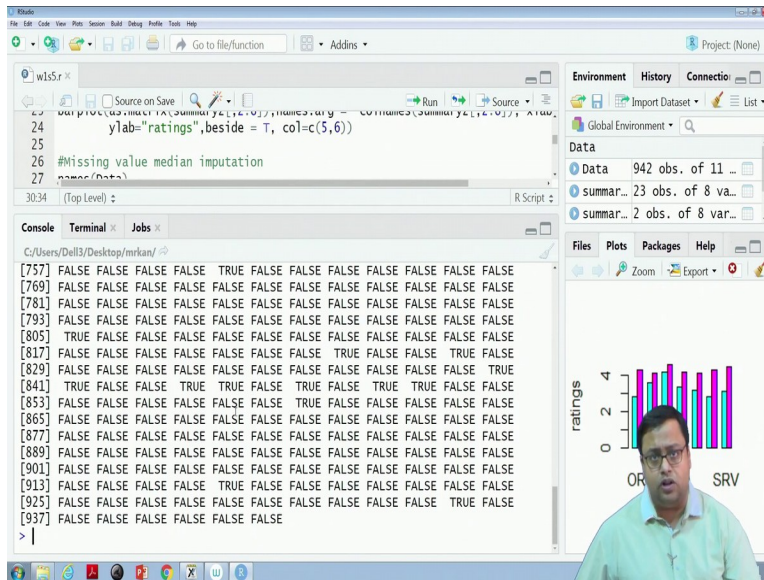 RStudio
File Edit Code View Plots Session Build Debug Profile Tools Help
Go to file/function
Addins
Project: (None)
w1s5.r
Source on Save
Run
Source
24 ylab="ratings",beside = T, col=c(5,6))
25
26 #Missing value median imputation
27 names(Data)
30:34 (Top Level) R Script
Console Terminal Jobs
C:/Users/Dell3/Desktop/mrkan/
[757] FALSE FALSE FALSE FALSE TRUE FALSE FALSE FALSE FALSE FALSE FALSE FALSE
[769] FALSE FALSE FALSE FALSE FALSE FALSE FALSE FALSE FALSE FALSE FALSE FALSE
[781] FALSE FALSE FALSE FALSE FALSE FALSE FALSE FALSE FALSE FALSE FALSE FALSE
[793] FALSE FALSE FALSE FALSE FALSE FALSE FALSE FALSE FALSE FALSE FALSE FALSE
[805] TRUE FALSE FALSE FALSE FALSE FALSE FALSE FALSE FALSE FALSE FALSE FALSE
[817] FALSE FALSE FALSE FALSE FALSE FALSE FALSE TRUE FALSE FALSE TRUE FALSE
[829] FALSE FALSE FALSE FALSE FALSE FALSE FALSE FALSE FALSE FALSE FALSE TRUE
[841] TRUE FALSE FALSE TRUE TRUE FALSE TRUE FALSE TRUE TRUE FALSE FALSE
[853] FALSE FALSE FALSE FALSE FALSE FALSE TRUE FALSE FALSE FALSE FALSE FALSE
[865] FALSE FALSE FALSE FALSE FALSE FALSE FALSE FALSE FALSE FALSE FALSE FALSE
[877] FALSE FALSE FALSE FALSE FALSE FALSE FALSE FALSE FALSE FALSE FALSE FALSE
[889] FALSE FALSE FALSE FALSE FALSE FALSE FALSE FALSE FALSE FALSE FALSE FALSE
[901] FALSE FALSE FALSE FALSE FALSE FALSE FALSE FALSE FALSE FALSE FALSE FALSE
[913] FALSE FALSE FALSE FALSE TRUE FALSE FALSE FALSE FALSE FALSE FALSE FALSE
[925] FALSE FALSE FALSE FALSE FALSE FALSE FALSE FALSE FALSE FALSE TRUE FALSE
[937] FALSE FALSE FALSE FALSE FALSE FALSE
>
Environment History Connectio
Import Dataset List
Global Environment
Data
Data 942 obs. of 11 …
summar… 23 obs. of 8 va…
summar… 2 obs. of 8 var…
Files Plots Packages Help
Zoom Export
ratings
4
2
0
SRV